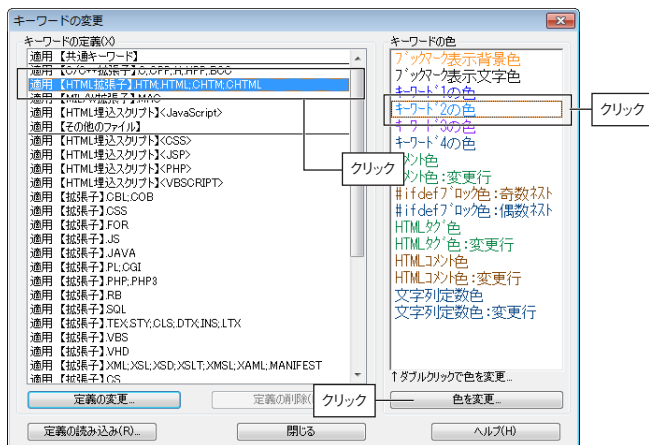 キーワードの変更
キーワードの定義(X)
適用 【共通キーワード】
適用 【C/C++拡張子】.C;CPP;H;HPP;BCC
適用 【HTML拡張子】.HTM;HTML;CHTM;CHTML
適用 【MIL/W拡張子】.MAC
適用 【HTML埋込スクリプト】<JavaScript>
適用 【その他のファイル】
適用 【HTML埋込スクリプト】<CSS>
適用 【HTML埋込スクリプト】<JSP>
適用 【HTML埋込スクリプト】<PHP>
適用 【HTML埋込スクリプト】<VBSCRIPT>
適用 【拡張子】.CBL;COB
適用 【拡張子】.CSS
適用 【拡張子】.FOR
適用 【拡張子】.JS
適用 【拡張子】.JAVA
適用 【拡張子】.PL;CGI
適用 【拡張子】.PHP;PHP3
適用 【拡張子】.RB
適用 【拡張子】.SQL
適用 【拡張子】.TEX;STY;CLS;DTX;INS;LTX
適用 【拡張子】.VBS
適用 【拡張子】.VHD
適用 【拡張子】.XML;XSL;XSD;XSLT;XMSL;XAML;MANIFEST
適用 【拡張子】.CS
クリック
定義の変更...
定義の削除(
定義の読み込み(R)...
閉じる
キーワードの色
ブックマーク表示背景色
ブックマーク表示文字色
キーワード1の色
キーワード2の色
キーワード3の色
キーワード4の色
コメント色
コメント色:変更行
#ifdefブロック色:奇数ネスト
#ifdefブロック色:偶数ネスト
HTMLタグ色
HTMLタグ色:変更行
HTMLコメント色
HTMLコメント色:変更行
文字列定数色
文字列定数色:変更行
クリック
↑ダブルクリックで色を変更...
クリック
色を変更...
ヘルプ(H)